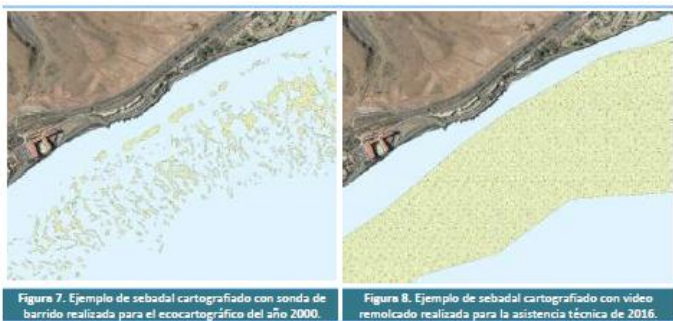 Figura 7. Ejemplo de sebadal cartografiado con sonda de
barrido realizada para el ecocartográfico del año 2000.
Figura 8. Ejemplo de sebadal cartografiado con video
remolcado realizada para la asistencia técnica de 2016.